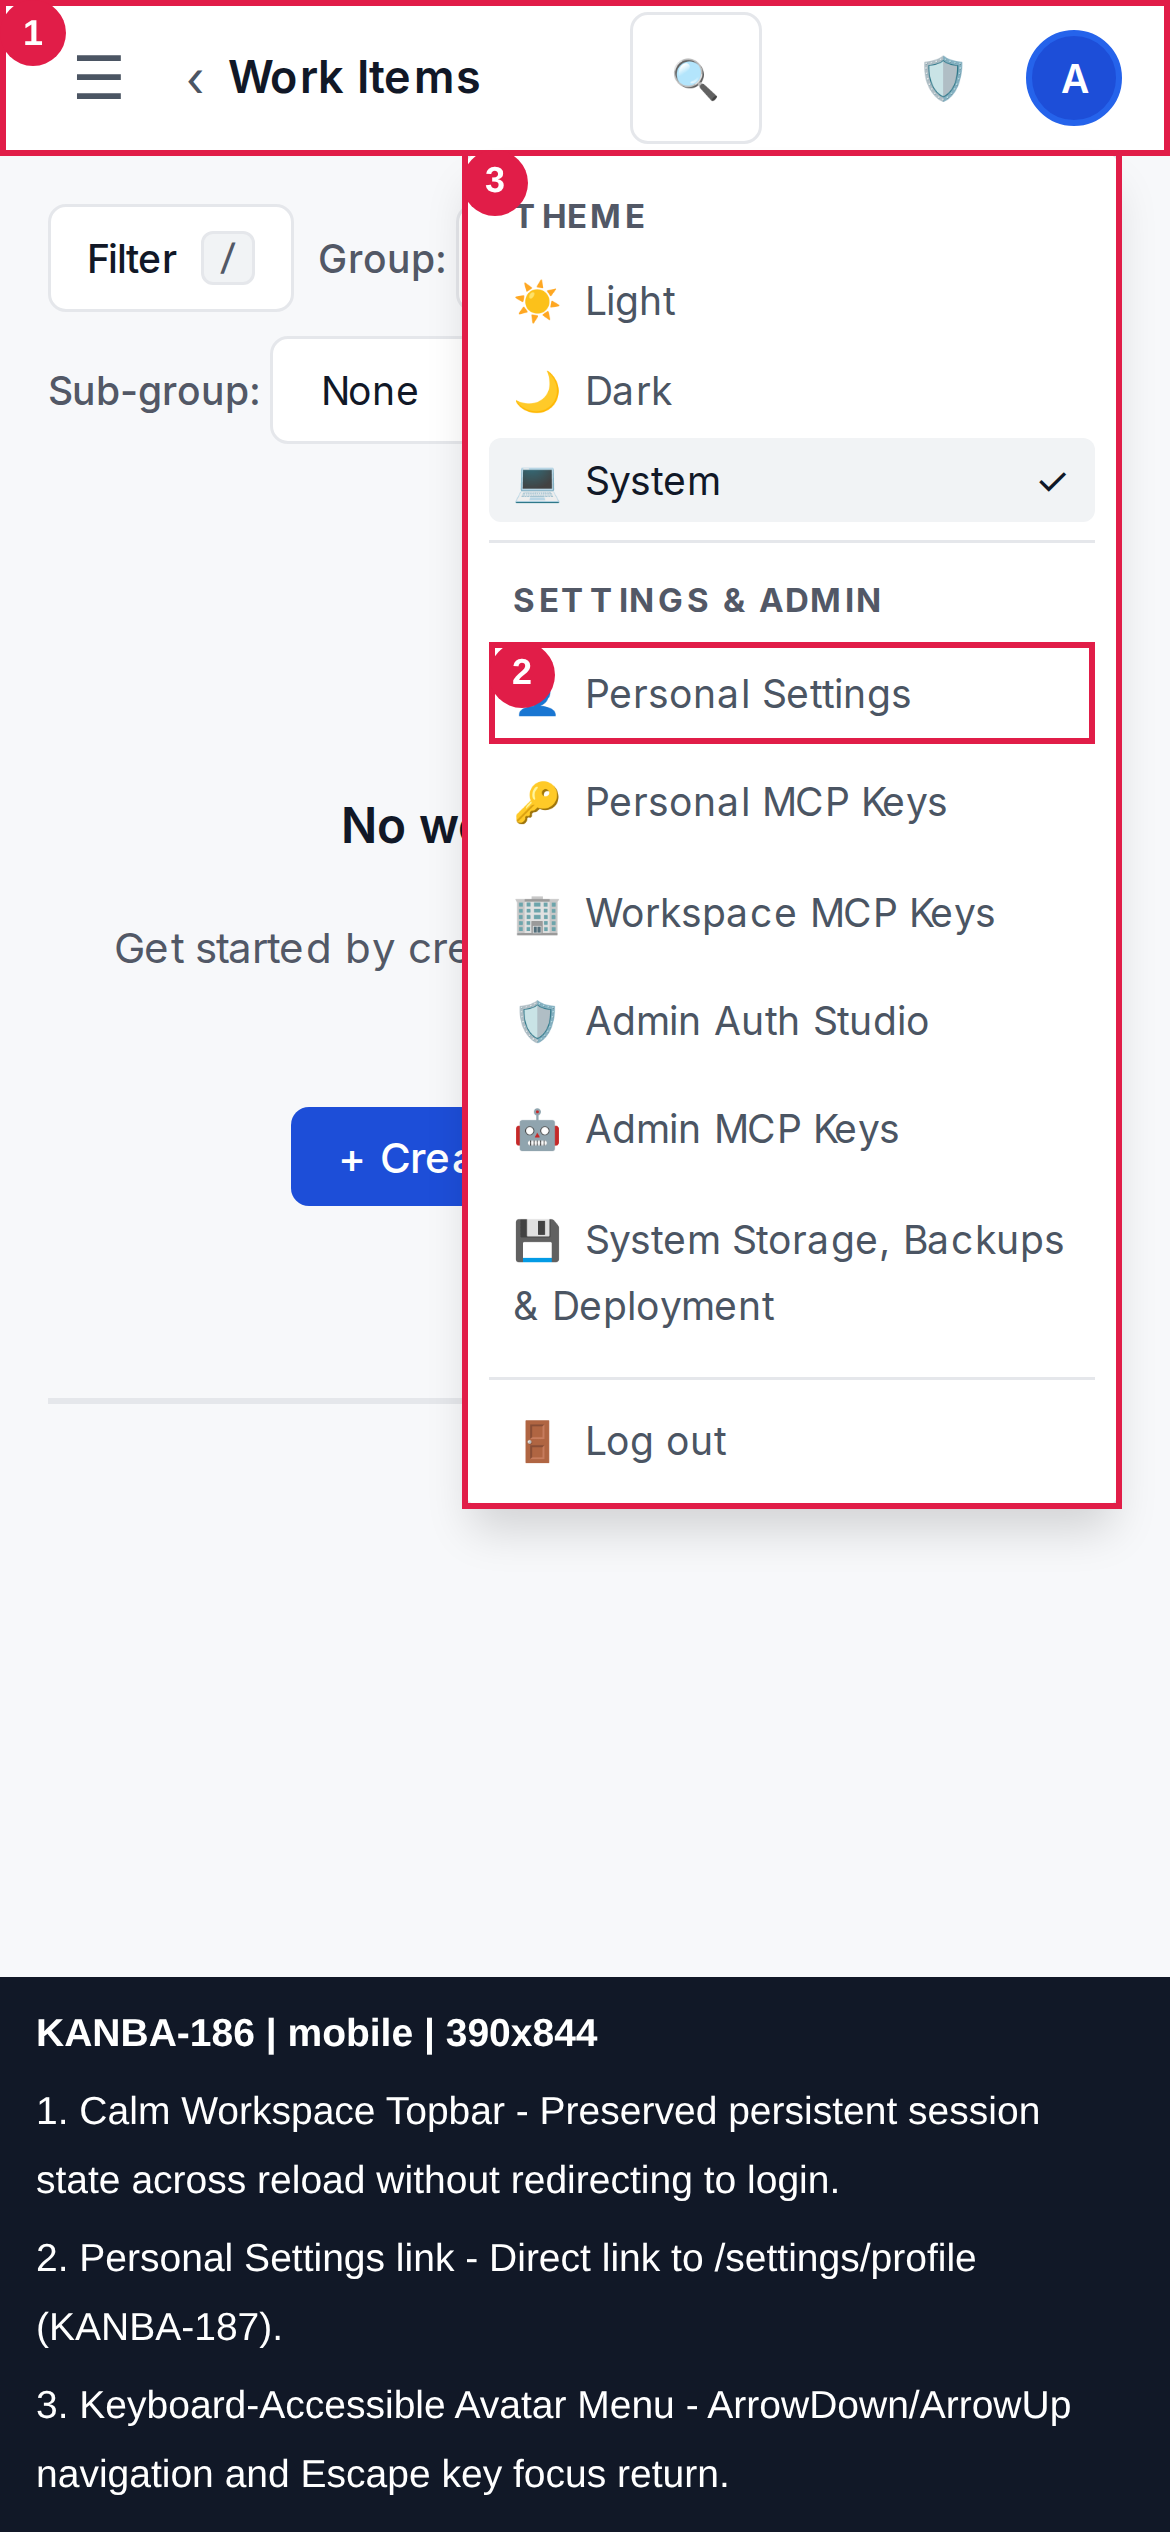 1
‹ Work Items
A
3
THEME
Filter /
Group:
Light
Dark
Sub-group:
None
System ✓
SETTINGS & ADMIN
2
Personal Settings
Personal MCP Keys
No
Workspace MCP Keys
Get started by
Admin Auth Studio
Admin MCP Keys
+
System Storage, Backups
& Deployment
Log out
KANBA-186 | mobile | 390x844
1. Calm Workspace Topbar - Preserved persistent session
state across reload without redirecting to login.
2. Personal Settings link - Direct link to /settings/profile
(KANBA-187).
3. Keyboard-Accessible Avatar Menu - ArrowDown/ArrowUp
navigation and Escape key focus return.